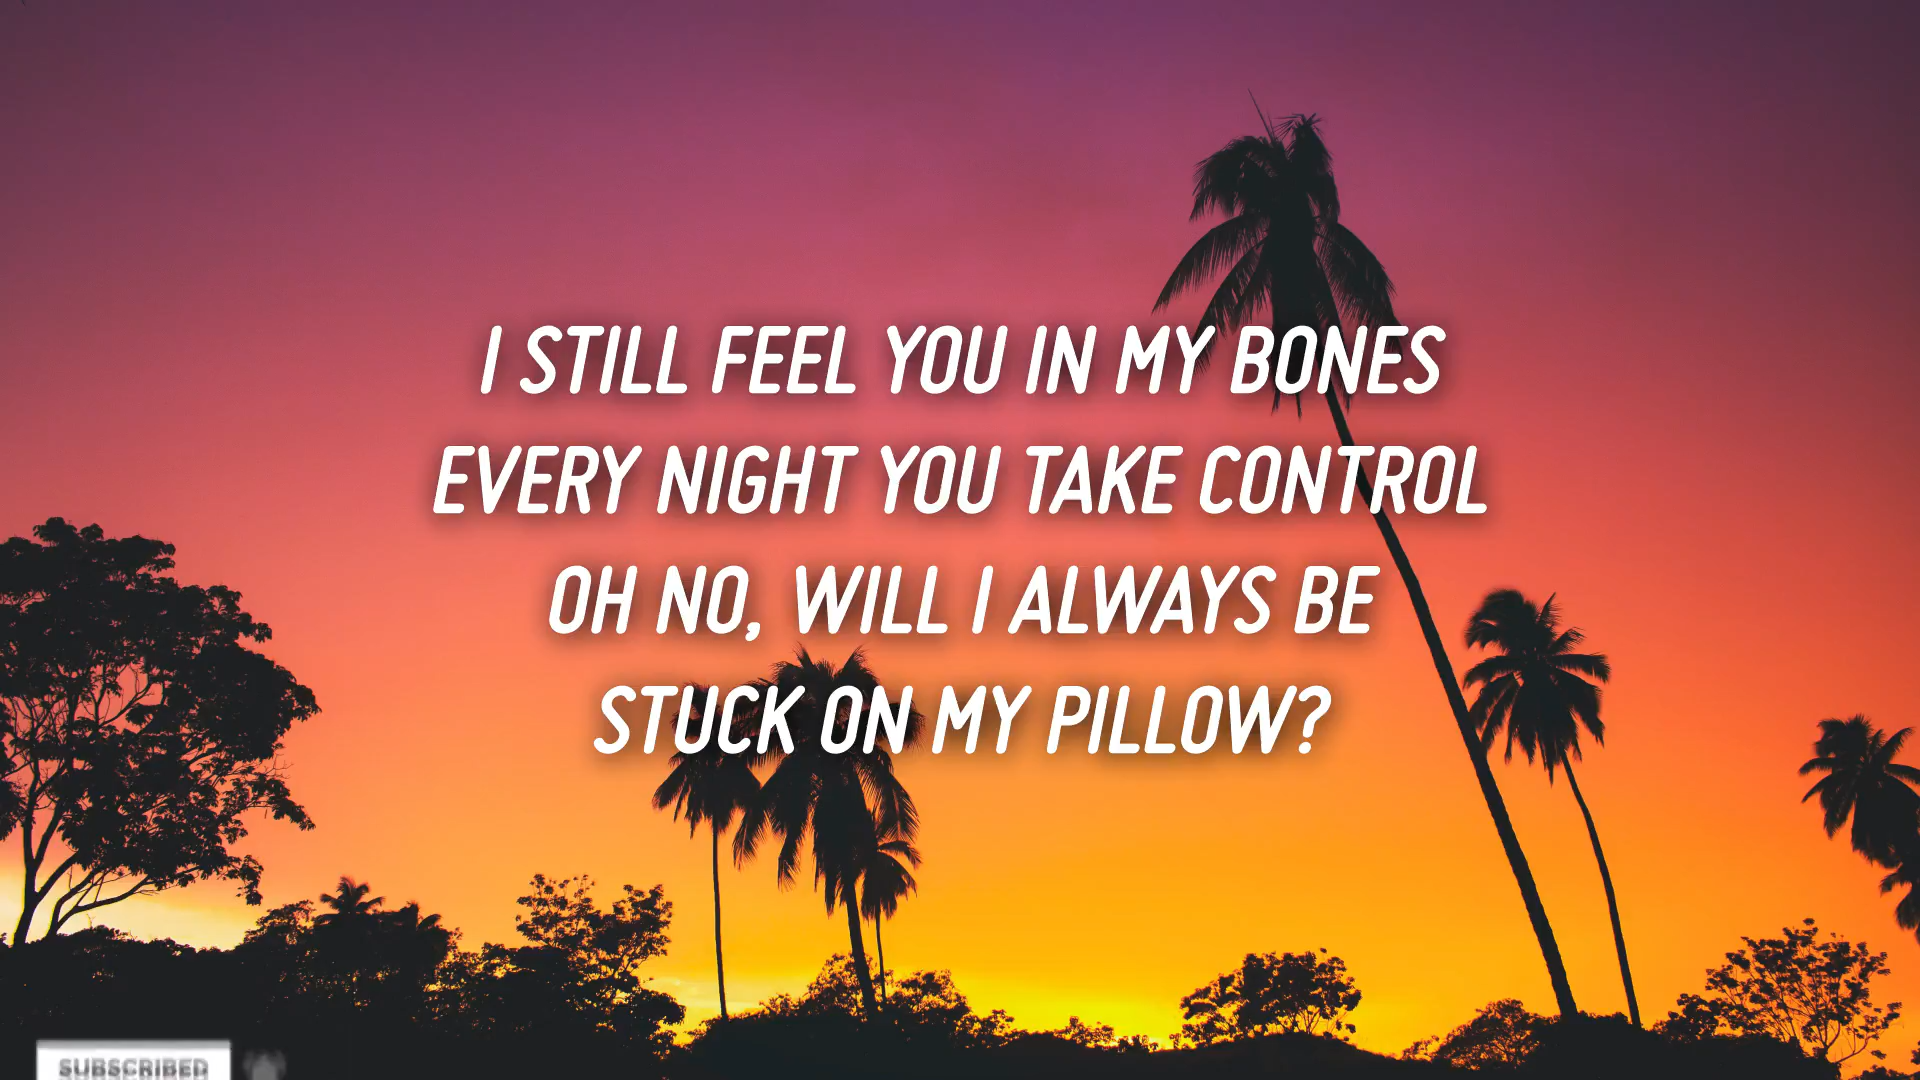 I STILL FEEL YOU IN MY BONES
EVERY NIGHT YOU TAKE CONTROL
OH NO, WILL I ALWAYS BE
STUCK ON MY PILLOW?
SUBSCRIBED